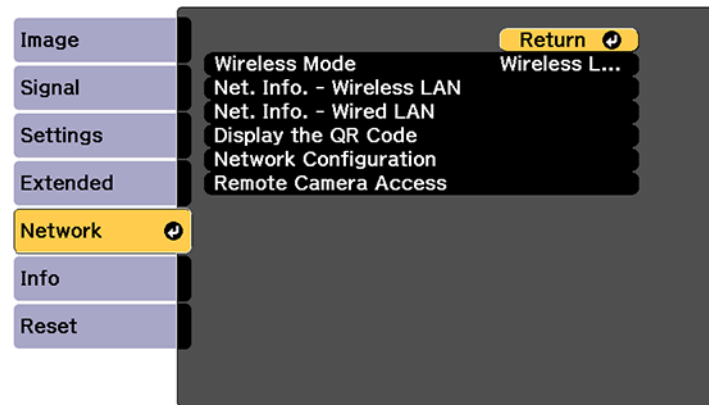 Image
Signal
Settings
Extended
Network
Info
Reset
Return
Wireless Mode Wireless L...
Net. Info. - Wireless LAN
Net. Info. - Wired LAN
Display the QR Code
Network Configuration
Remote Camera Access